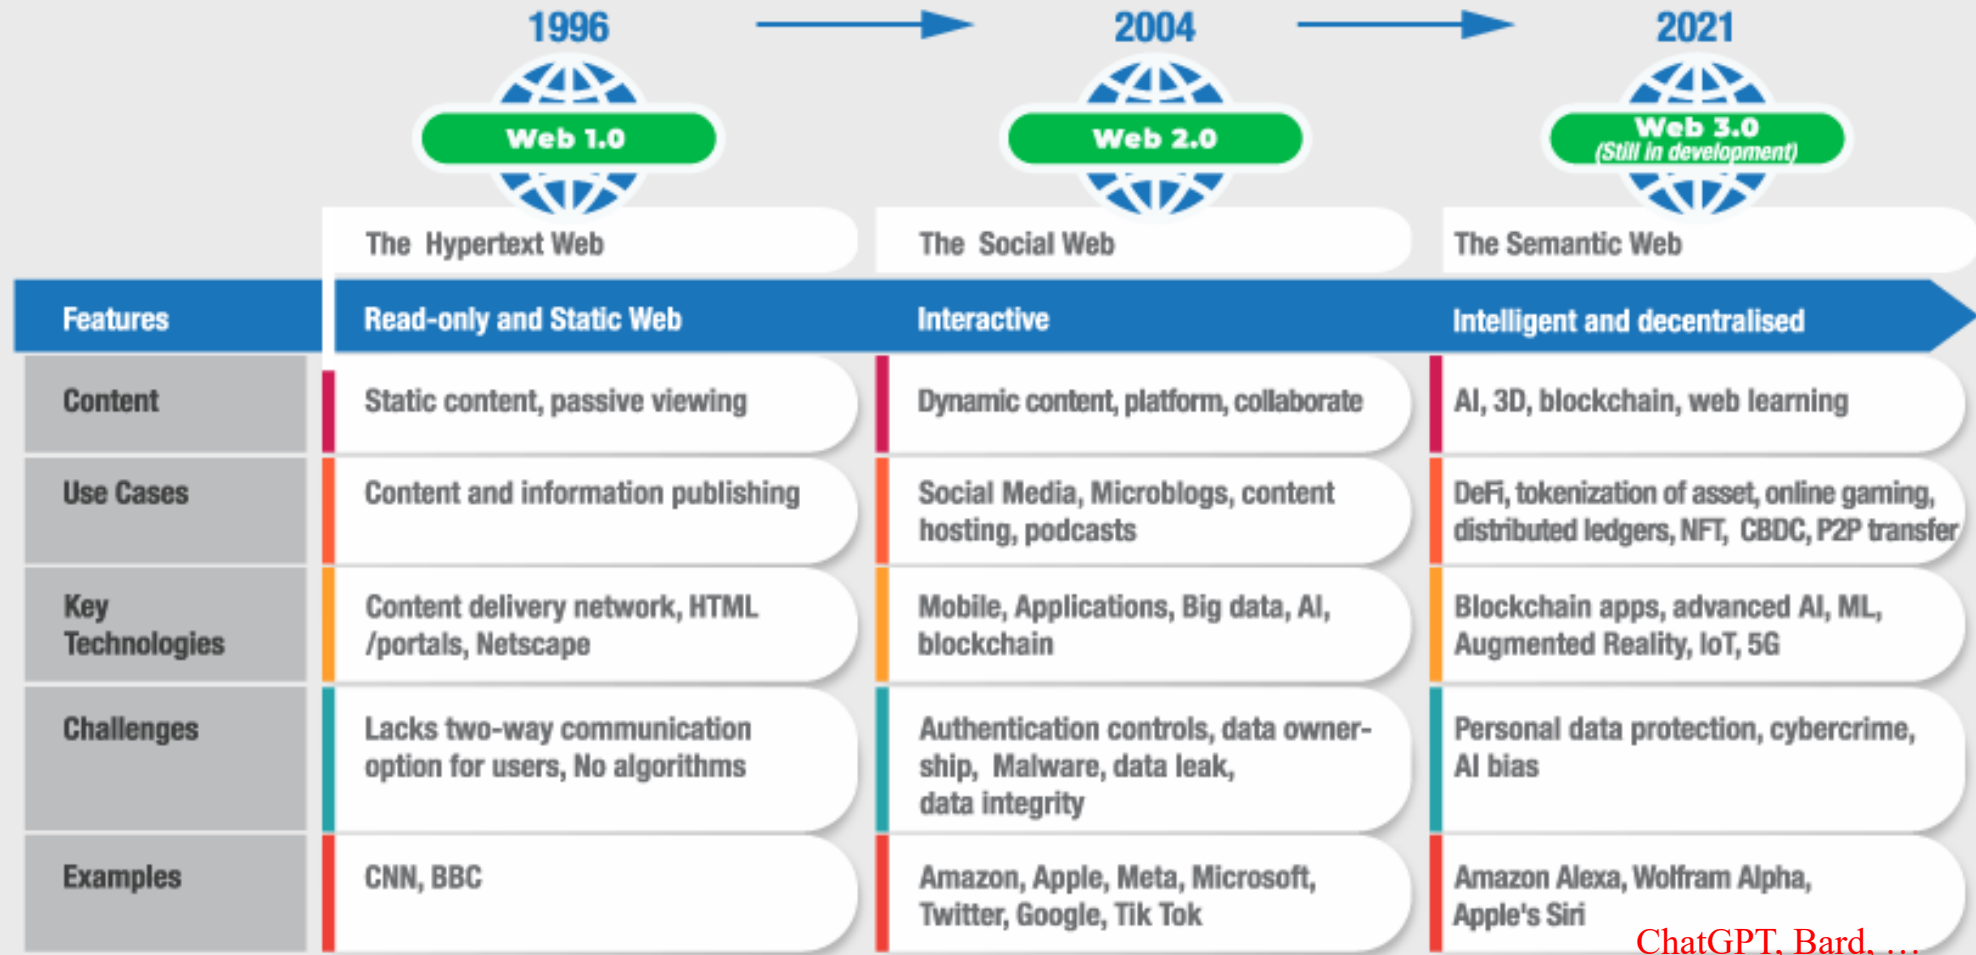 1996
2004
2021
Web 1.0
Web 2.0
Web 3.0
(Still in development)
The Hypertext Web
The Social Web
The Semantic Web
Features
Read-only and Static Web
Interactive
Intelligent and decentralised
Content
Static content, passive viewing
Dynamic content, platform, collaborate
AI, 3D, blockchain, web learning
Use Cases
Content and information publishing
Social Media, Microblogs, content
hosting, podcasts
DeFi, tokenization of asset, online gaming,
distributed ledgers, NFT, CBDC, P2P transfer
Key
Technologies
Content delivery network, HTML
/portals, Netscape
Mobile, Applications, Big data, AI,
blockchain
Blockchain apps, advanced AI, ML,
Augmented Reality, IoT, 5G
Challenges
Lacks two-way communication
option for users, No algorithms
Authentication controls, data owner-
ship, Malware, data leak,
data integrity
Personal data protection, cybercrime,
AI bias
Examples
CNN, BBC
Amazon, Apple, Meta, Microsoft,
Twitter, Google, Tik Tok
Amazon Alexa, Wolfram Alpha,
Apple's Siri
ChatGPT, Bard, …